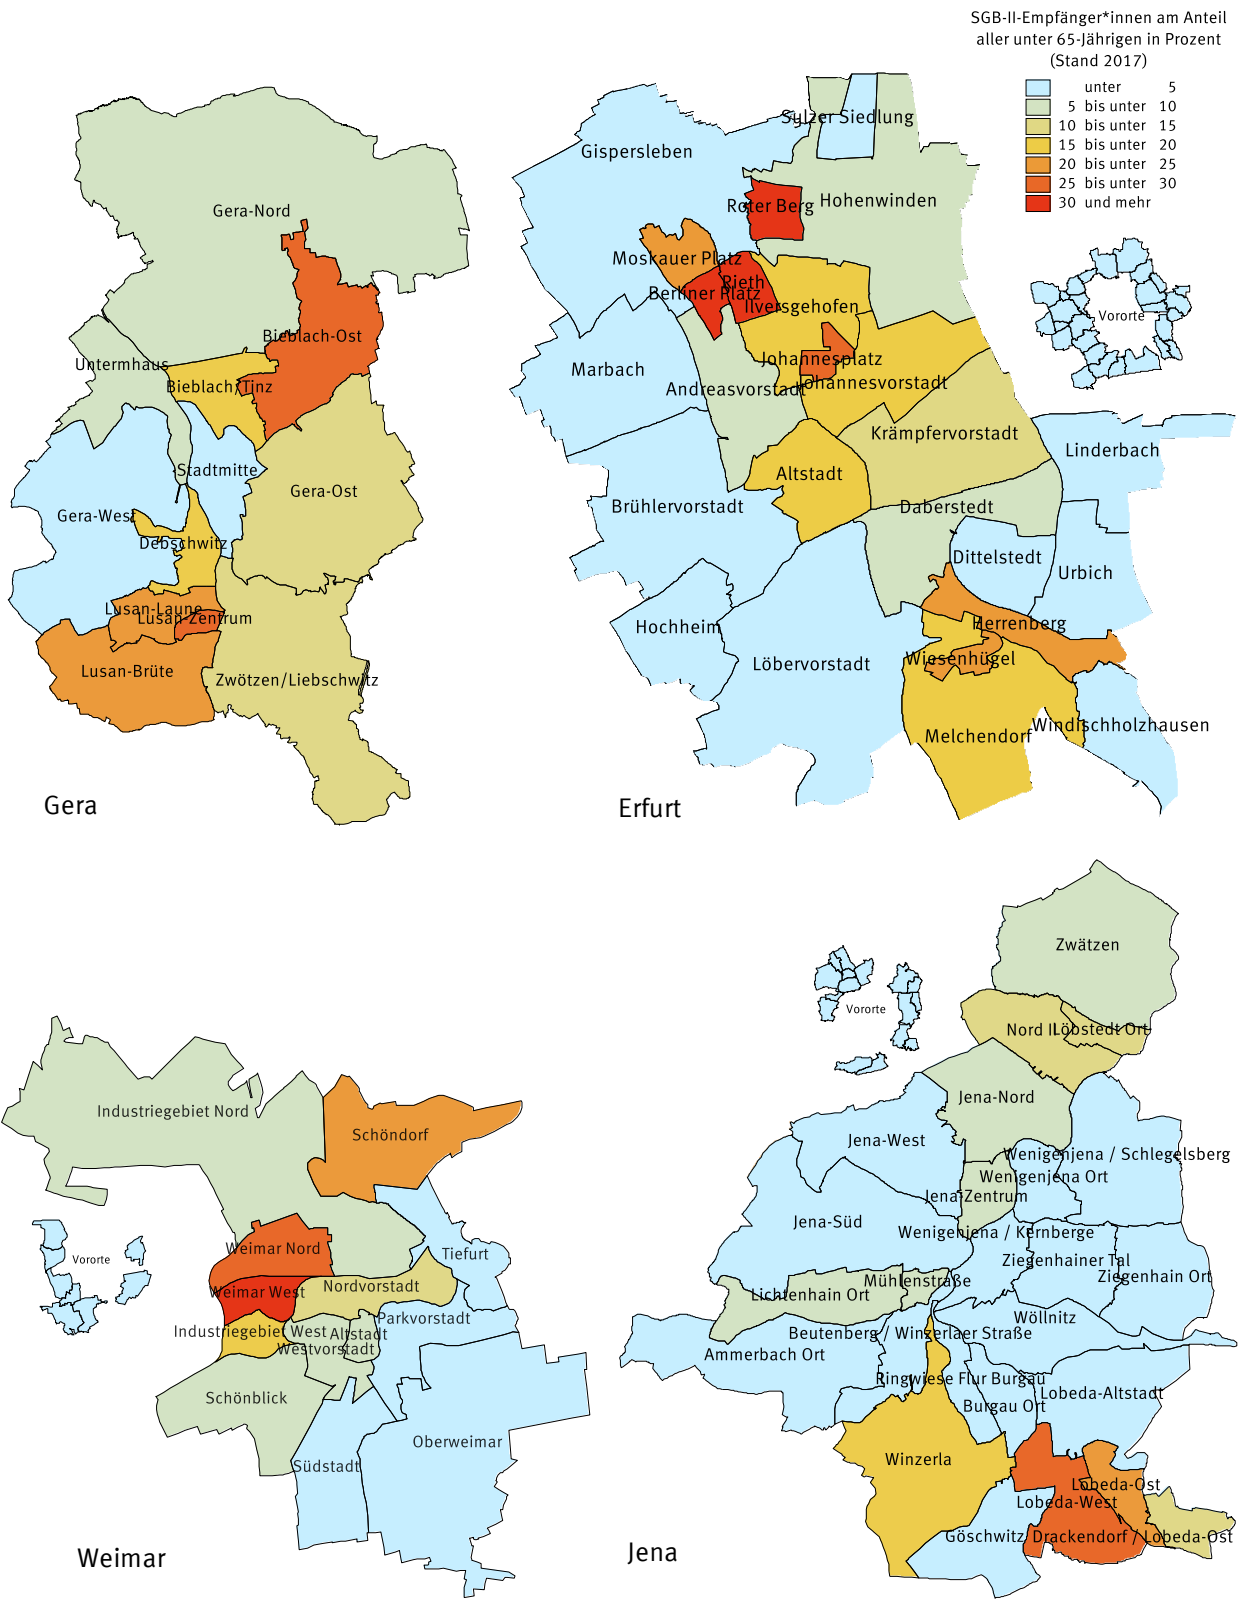 SGB-II-Empfänger*innen am Anteil
aller unter 65-Jährigen in Prozent
(Stand 2017)
unter 5
5 bis unter 10
10 bis unter 15
15 bis unter 20
20 bis unter 25
25 bis unter 30
30 und mehr
Gera-Nord
Bieblach-Ost
Untermhaus
Bieblach/Tinz
Stadtmitte
Gera-Ost
Gera-West
Debschwitz
Lusan-Laune
Lusan-Zentrum
Lusan-Brüte
Zwötzen/Liebschwitz
Gera
Sylzer Siedlung
Gispersleben
Roter Berg
Hohenwinden
Moskauer Platz
Rieth
Berliner Platz
Ilversgehofen
Vororte
Johannesplatz
Marbach
Johannesvorstadt
Andreasvorstadt
Krämpfervorstadt
Linderbach
Altstadt
Brühlervorstadt
Daberstedt
Dittelstedt
Urbich
Hochheim
Herrenberg
Wiesenhügel
Löbervorstadt
Melchendorf
Windischholzhausen
Erfurt
Industriegebiet Nord
Schöndorf
Weimar Nord
Tiefurt
Vororte
Weimar West
Nordvorstadt
Parkvorstadt
Industriegebiet West
Altstadt
Westvorstadt
Schönblick
Oberweimar
Südstadt
Weimar
Zwätzen
Vororte
Nord II
Löbstedt Ort
Jena-Nord
Jena-West
Wenigenjena / Schlegelsberg
Wenigenjena Ort
Jena-Zentrum
Jena-Süd
Wenigenjena / Kernberge
Ziegenhainer Tal
Ziegenhain Ort
Mühlenstraße
Lichtenhain Ort
Wöllnitz
Beutenberg / Winzerlaer Straße
Ammerbach Ort
Ringwiese Flur Burgau
Lobeda-Altstadt
Burgau Ort
Winzerla
Lobeda-Ost
Lobeda-West
Göschwitz
Drackendorf / Lobeda-Ost
Jena